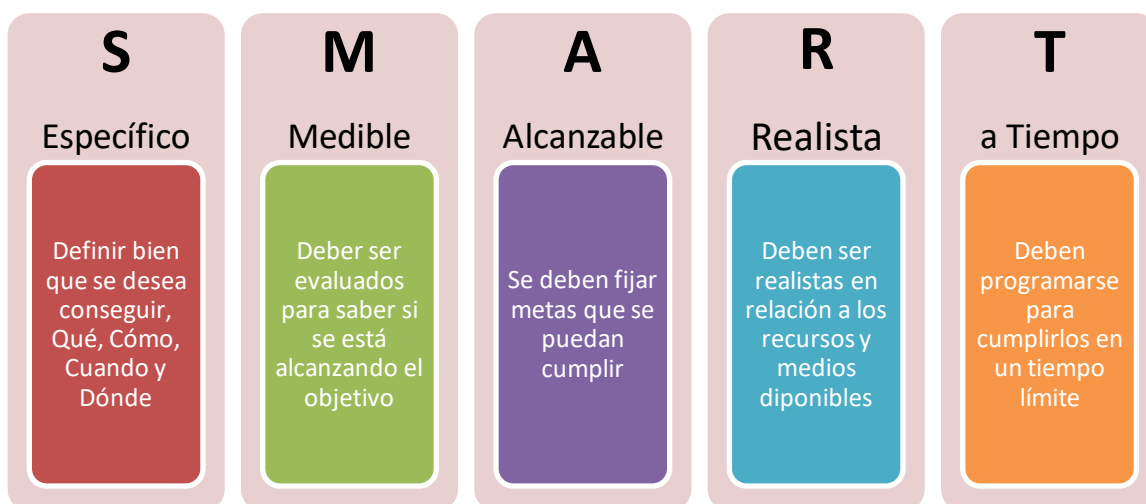 S
Específico
Definir bien
que se desea
conseguir,
Qué, Cómo,
Cuando y
Dónde
M
Medible
Deber ser
evaluados
para saber si
se está
alcanzando el
objetivo
A
Alcanzable
Se deben fijar
metas que se
puedan
cumplir
R
Realista
Deben ser
realistas en
relación a los
recursos y
medios
diponibles
T
a Tiempo
Deben
programarse
para
cumplirlos en
un tiempo
límite